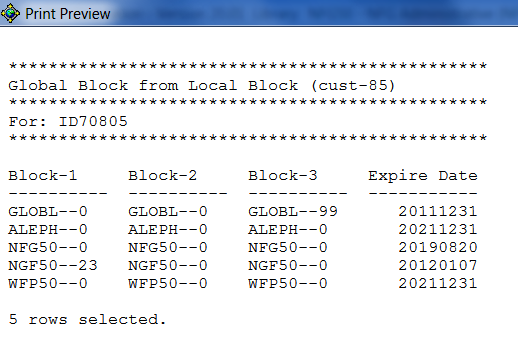 Print Preview
************************************************
Global Block from Local Block (cust-85)
************************************************
For: ID70805
************************************************
Block-1     Block-2     Block-3     Expire Date
----------  ----------  ----------  -----------
GLOBL--0    GLOBL--0    GLOBL--99      20111231
ALEPH--0    ALEPH--0    ALEPH--0       20211231
NFG50--0    NFG50--0    NFG50--0       20190820
NGF50--23   NGF50--0    NGF50--0       20120107
WFP50--0    WFP50--0    WFP50--0       20211231
5 rows selected.